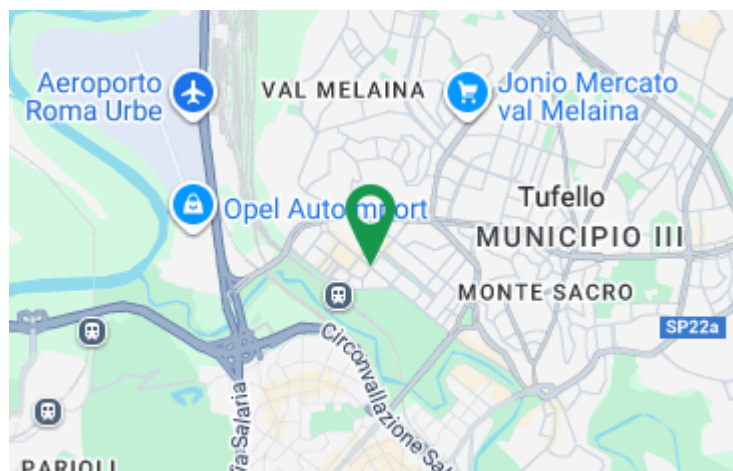 Aeroporto
Roma Urbe
VAL MELAINA
Jonio Mercato
val Melaina
Opel Autoimport
Tufello
MUNICIPIO III
MONTE SACRO
SP22a
Circonvallazione Salaria
Via Salaria
PARIOLI